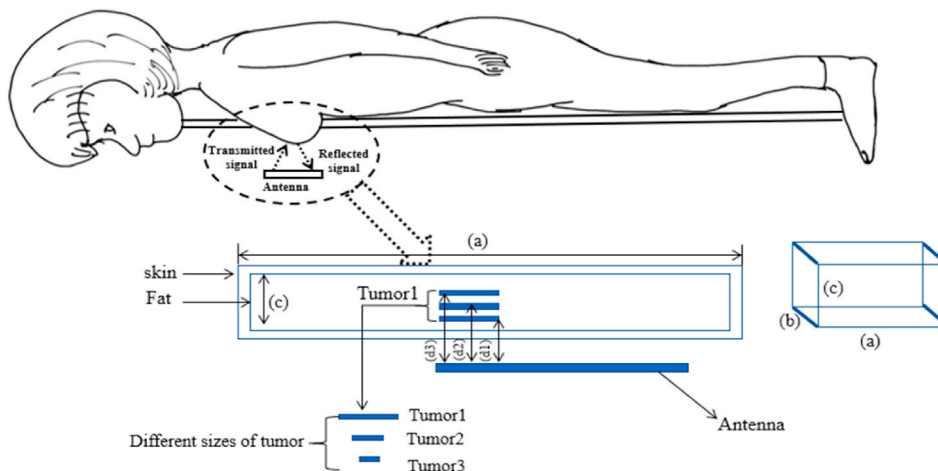 Transmitted
signal
Reflected
signal
Antenna
(a)
skin
Fat
(c)
Tumor1
(d3)
(d2)
(d1)
(c)
(b)
(a)
Antenna
Different sizes of tumor
Tumor1
Tumor2
Tumor3